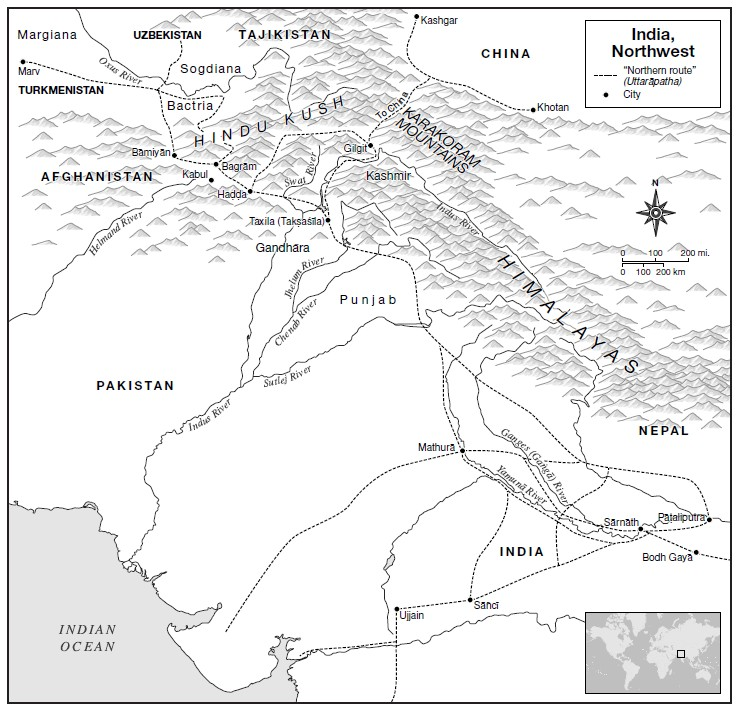 India,
Northwest
"Northern route"
(Uttarāpatha)
City
Margiana
UZBEKISTAN
TAJIKISTAN
Kashgar
CHINA
Marv
Oxus River
Sogdiana
TURKMENISTAN
Bactria
To China
Khotan
HINDU KUSH
KARAKORAM
MOUNTAINS
Bāmiyān
Gilgit
Bagram
Kabul
AFGHANISTAN
Swat River
Kashmir
Hadda
N
Helmand River
Taxila (Takṣaśilā)
Indus River
Gandhāra
0 100 200 mi.
0 100 200 km
Jhelum River
HIMALAYAS
Punjab
Chenab River
PAKISTAN
Sutlej River
Indus River
NEPAL
Mathurā
Ganges (Gaṅgā) River
Yamunā River
Sārnāth
Pāṭaliputra
INDIA
Bodh Gayā
Sāñcī
Ujjain
INDIAN
OCEAN